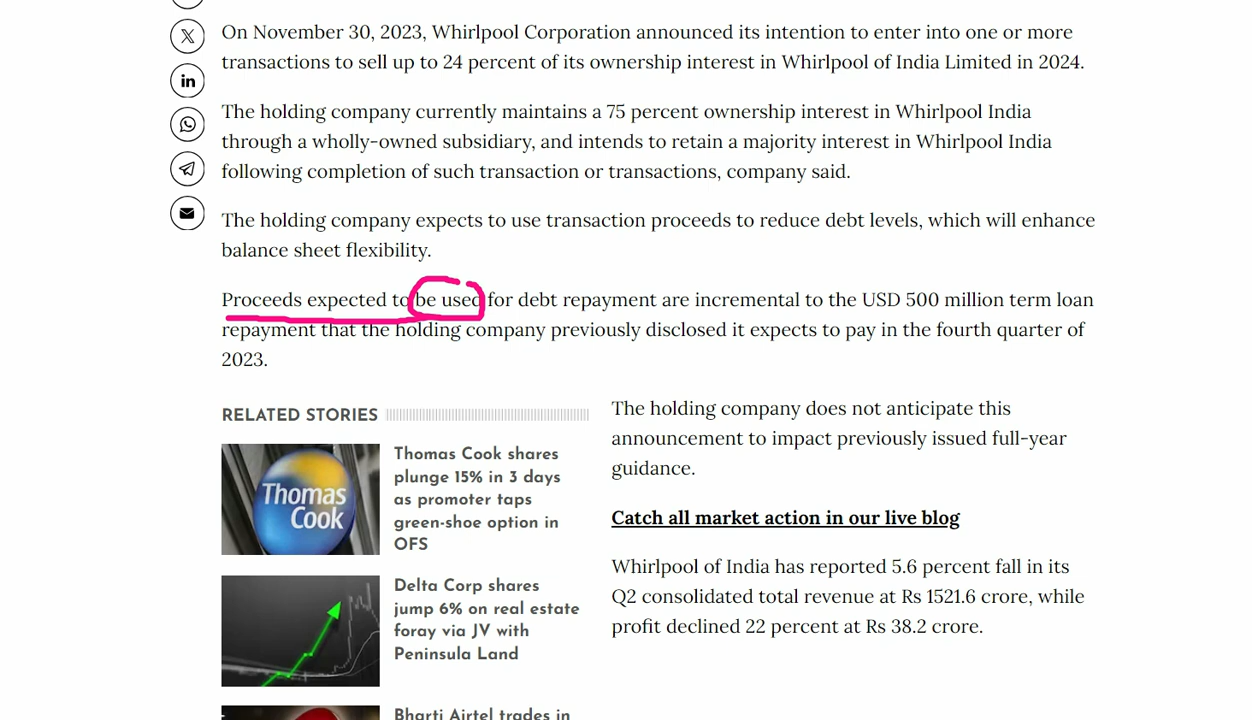 On November 30, 2023, Whirlpool Corporation announced its intention to enter into one or more
transactions to sell up to 24 percent of its ownership interest in Whirlpool of India Limited in 2024.
The holding company currently maintains a 75 percent ownership interest in Whirlpool India
through a wholly-owned subsidiary, and intends to retain a majority interest in Whirlpool India
following completion of such transaction or transactions, company said.
The holding company expects to use transaction proceeds to reduce debt levels, which will enhance
balance sheet flexibility.
Proceeds expected to be used for debt repayment are incremental to the USD 500 million term loan
repayment that the holding company previously disclosed it expects to pay in the fourth quarter of
2023.
RELATED STORIES
Thomas Cook
Thomas Cook shares
plunge 15% in 3 days
as promoter taps
green-shoe option in
OFS
Delta Corp shares
jump 6% on real estate
foray via JV with
Peninsula Land
Bharti Airtel trades in
The holding company does not anticipate this
announcement to impact previously issued full-year
guidance.
Catch all market action in our live blog
Whirlpool of India has reported 5.6 percent fall in its
Q2 consolidated total revenue at Rs 1521.6 crore, while
profit declined 22 percent at Rs 38.2 crore.